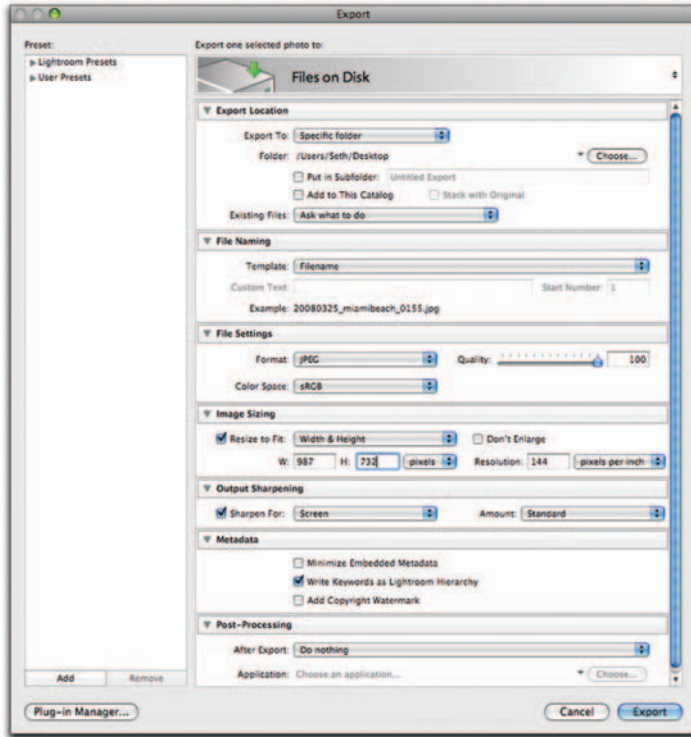 Export
Preset:
Lightroom Presets
User Presets
Add Remove
Export one selected photo to:
Files on Disk
Export Location
Export To: Specific folder
Folder: /Users/Seth/Desktop Choose...
Put in Subfolder: Untitled Export
Add to This Catalog Stack with Original
Existing Files: Ask what to do
File Naming
Template: Filename
Custom Text: Start Number: 1
Example: 20080325_miamibeach_0155.jpg
File Settings
Format: JPEG Quality: 100
Color Space: sRGB
Image Sizing
Resize to Fit: Width & Height Don't Enlarge
W: 987 H: 732 pixels Resolution: 144 pixels per inch
Output Sharpening
Sharpen For: Screen Amount: Standard
Metadata
Minimize Embedded Metadata
Write Keywords as Lightroom Hierarchy
Add Copyright Watermark
Post-Processing
After Export: Do nothing
Application: Choose an application... Choose...
Plug-in Manager... Cancel Export